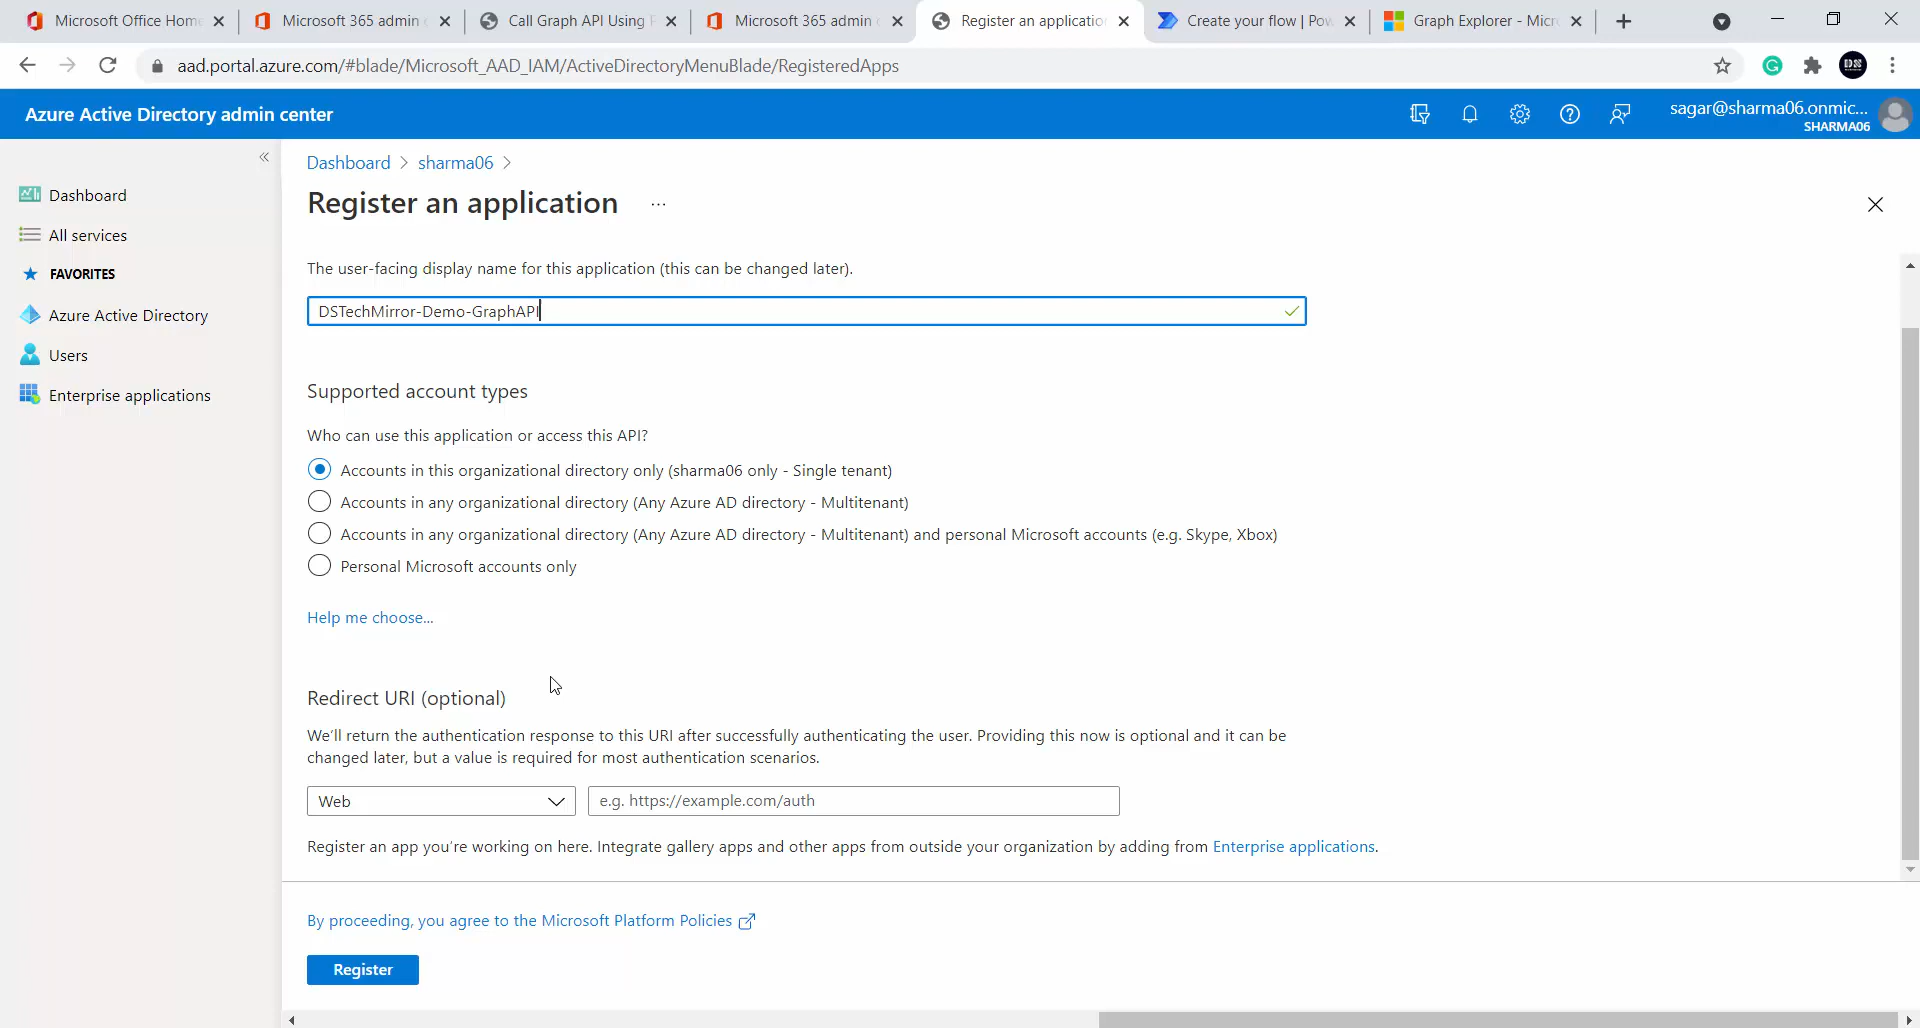 Microsoft Office Home
Microsoft 365 admin c
Call Graph API Using P
Microsoft 365 admin c
Register an application
Create your flow | Pow
Graph Explorer - Micro
aad.portal.azure.com/#blade/Microsoft_AAD_IAM/ActiveDirectoryMenuBlade/RegisteredApps
Azure Active Directory admin center
sagar@sharma06.onmic...
SHARMA06
Dashboard
All services
FAVORITES
Azure Active Directory
Users
Enterprise applications
Dashboard > sharma06 >
Register an application ...
The user-facing display name for this application (this can be changed later).
DSTechMirror-Demo-GraphAPI
Supported account types
Who can use this application or access this API?
Accounts in this organizational directory only (sharma06 only - Single tenant)
Accounts in any organizational directory (Any Azure AD directory - Multitenant)
Accounts in any organizational directory (Any Azure AD directory - Multitenant) and personal Microsoft accounts (e.g. Skype, Xbox)
Personal Microsoft accounts only
Help me choose...
Redirect URI (optional)
We'll return the authentication response to this URI after successfully authenticating the user. Providing this now is optional and it can be
changed later, but a value is required for most authentication scenarios.
Web
e.g. https://example.com/auth
Register an app you're working on here. Integrate gallery apps and other apps from outside your organization by adding from Enterprise applications.
By proceeding, you agree to the Microsoft Platform Policies
Register